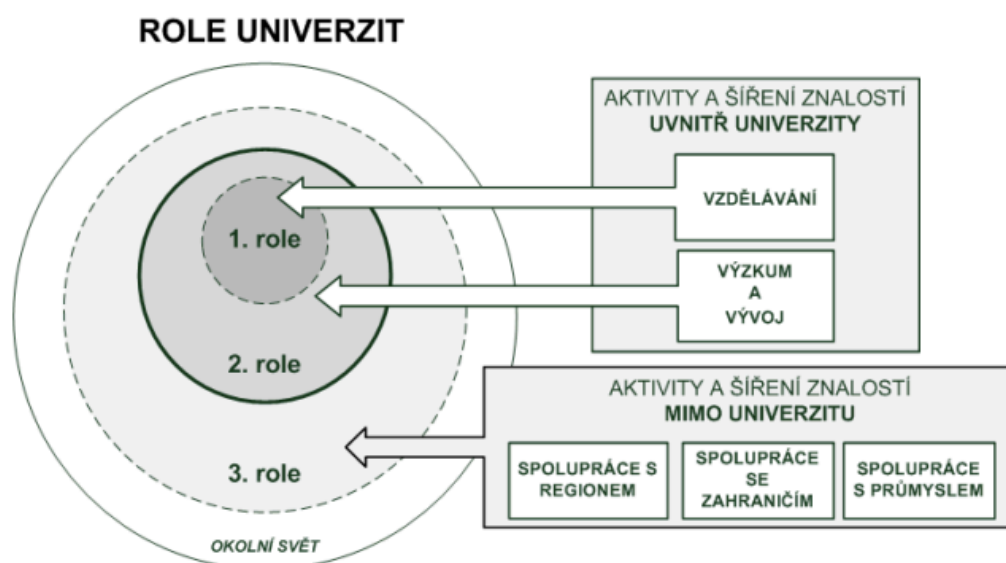 ROLE UNIVERZIT
1. role
2. role
3. role
OKOLNÍ SVĚT
AKTIVITY A ŠÍŘENÍ ZNALOSTÍ
UVNITŘ UNIVERZITY
VZDĚLÁVÁNÍ
VÝZKUM
A
VÝVOJ
AKTIVITY A ŠÍŘENÍ ZNALOSTÍ
MIMO UNIVERZITU
SPOLUPRÁCE S
REGIONEM
SPOLUPRÁCE
SE
ZAHRANIČÍM
SPOLUPRÁCE
S PRŮMYSLEM